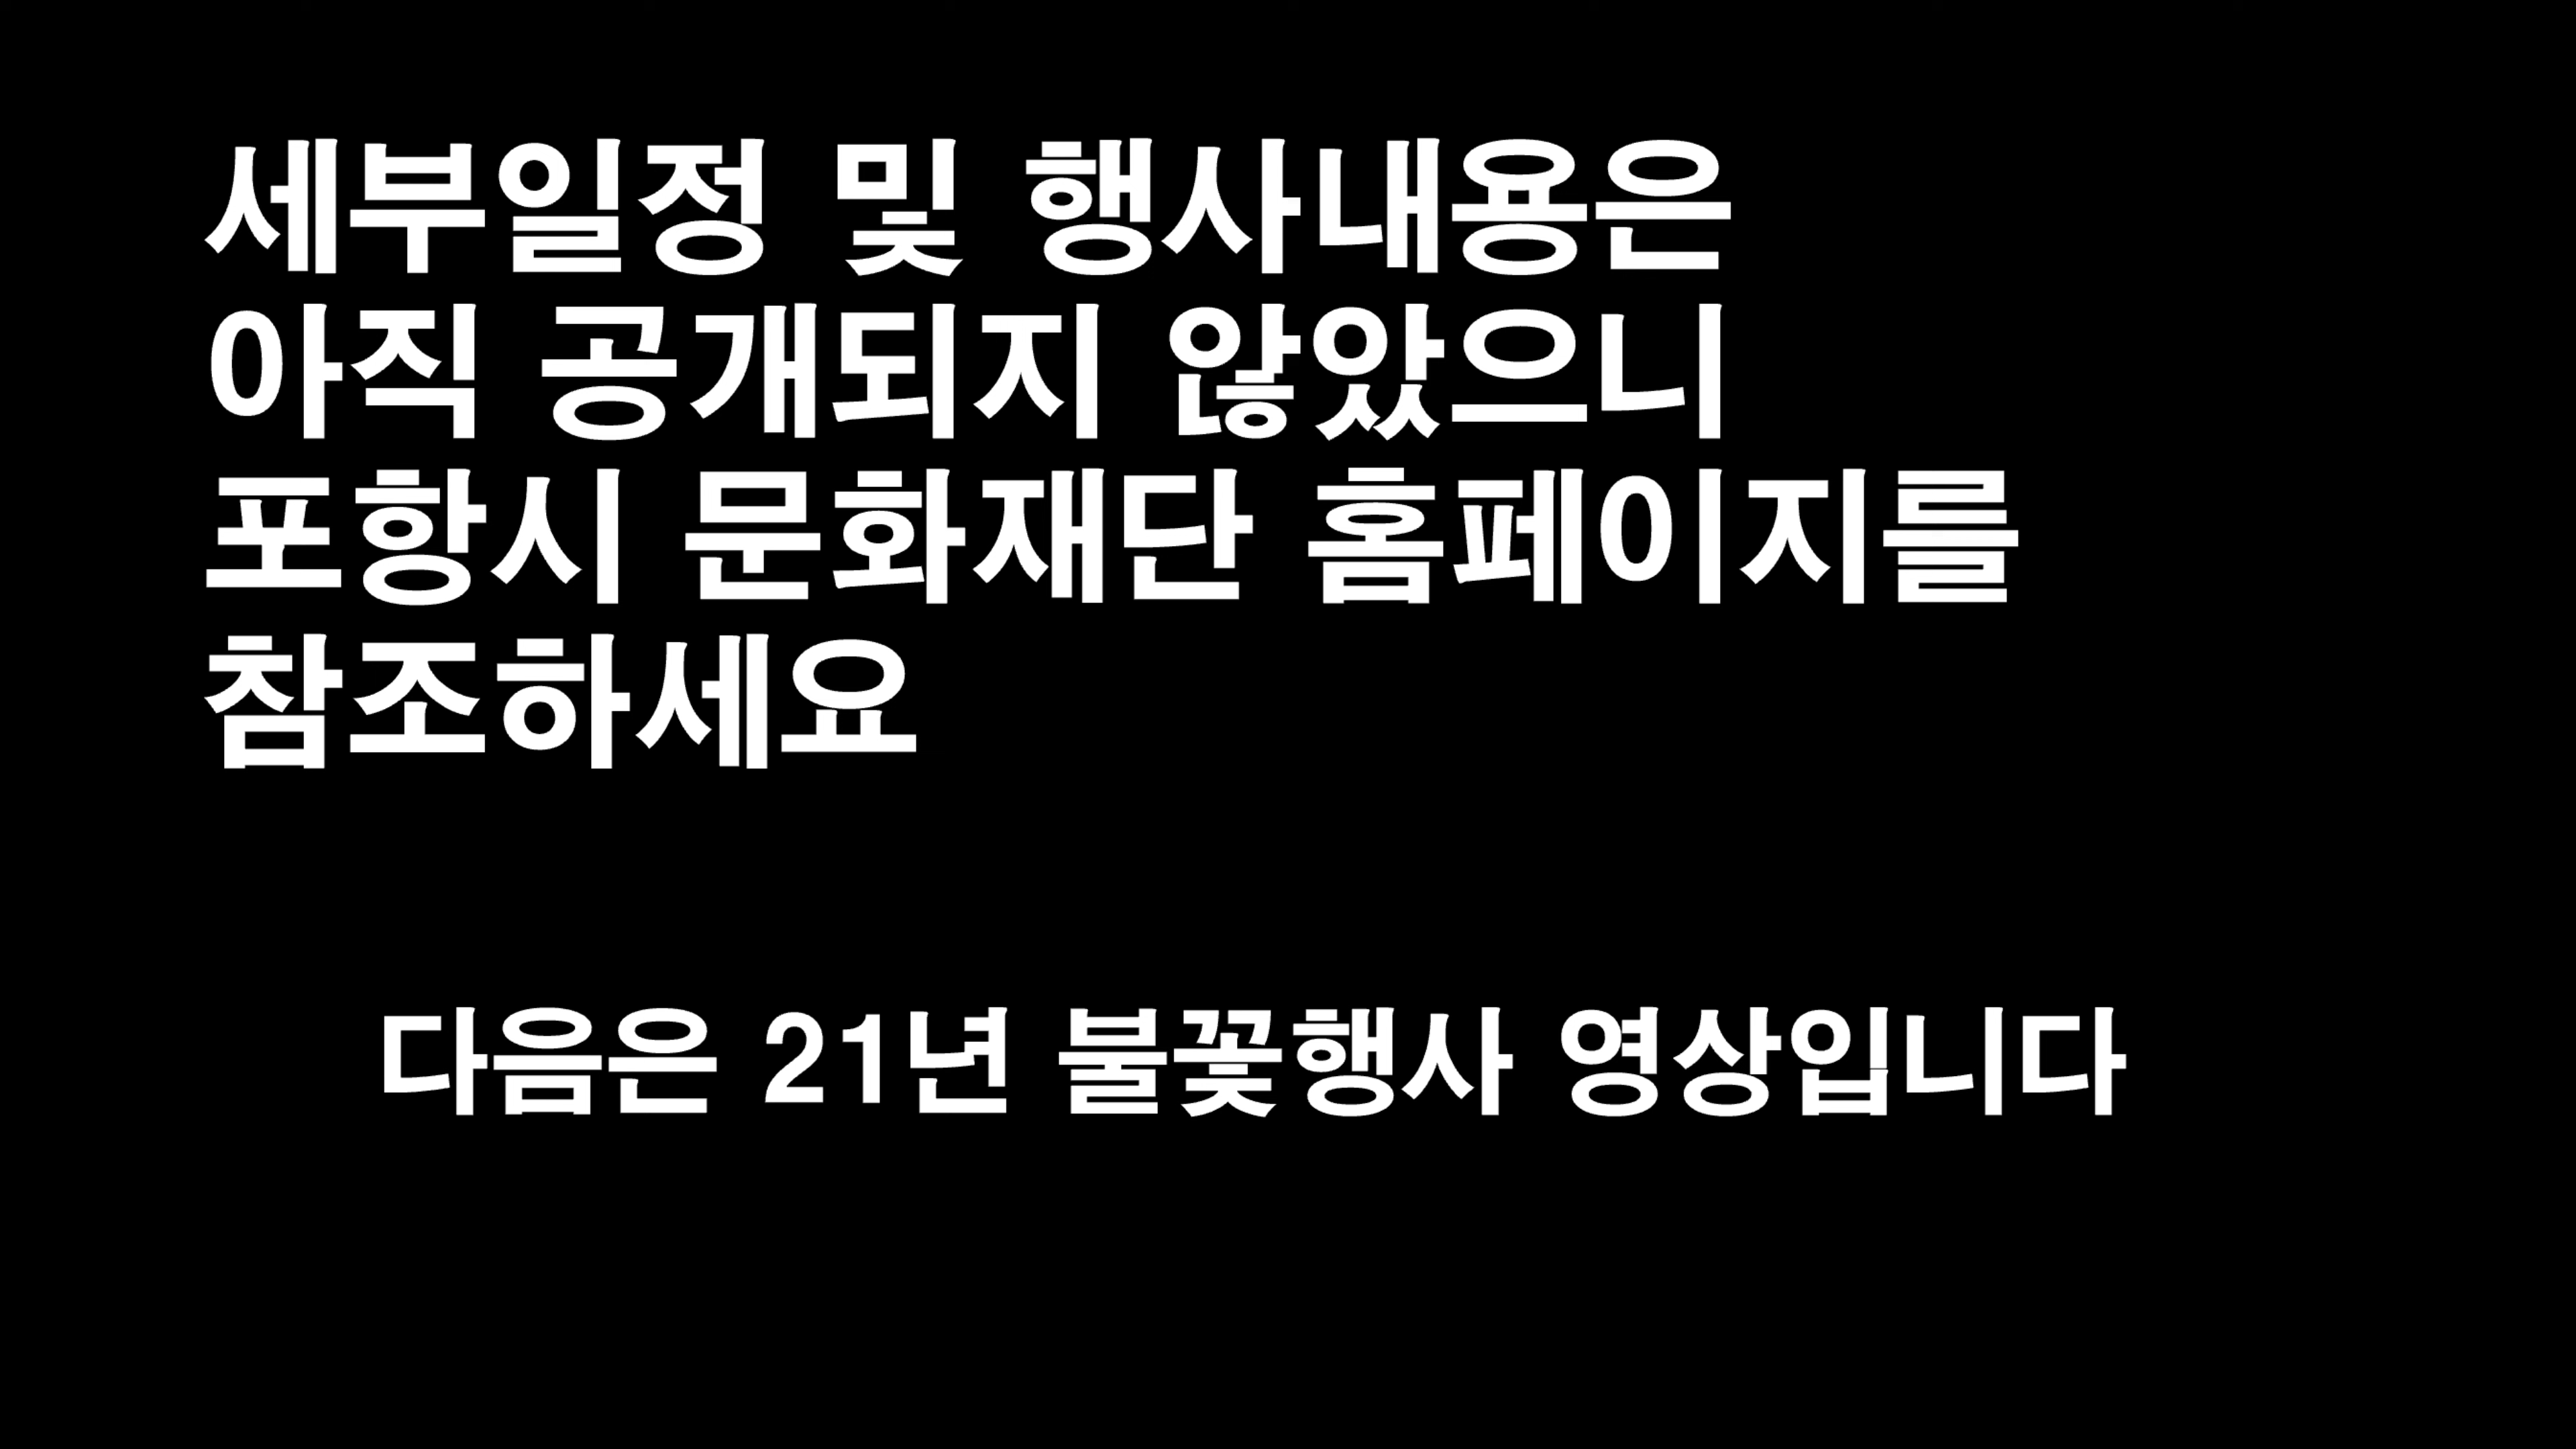 세부일정 및 행사내용은
아직 공개되지 않았으니
포항시 문화재단 홈페이지를
참조하세요
다음은 21년 불꽃행사 영상입니다